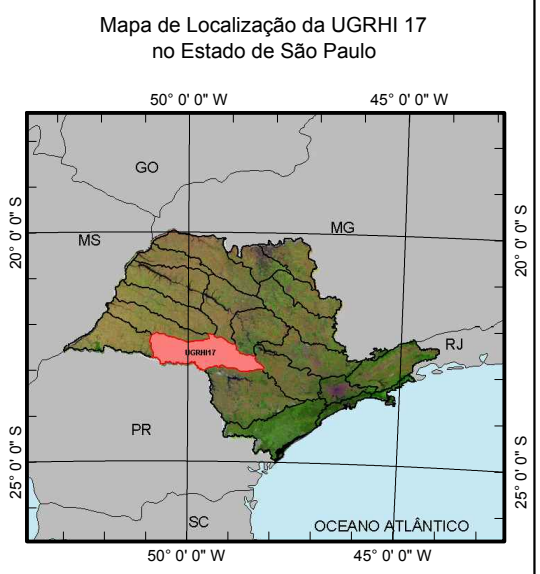 Mapa de Localização da UGRHI 17
no Estado de São Paulo
50° 0' 0" W
45° 0' 0" W
GO
MS
MG
20° 0' 0" S
20° 0' 0" S
UGRHI17
RJ
PR
25° 0' 0" S
25° 0' 0" S
SC
OCEANO ATLÂNTICO
50° 0' 0" W
45° 0' 0" W